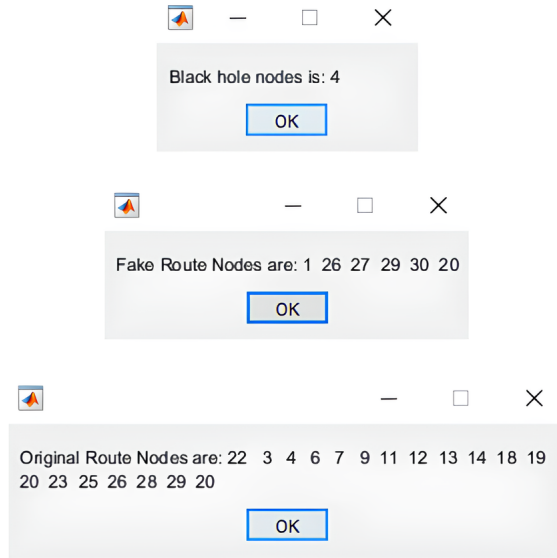 Black hole nodes is: 4
OK
Fake Route Nodes are: 1 26 27 29 30 20
OK
Original Route Nodes are: 22 3 4 6 7 9 11 12 13 14 18 19
20 23 25 26 28 29 20
OK